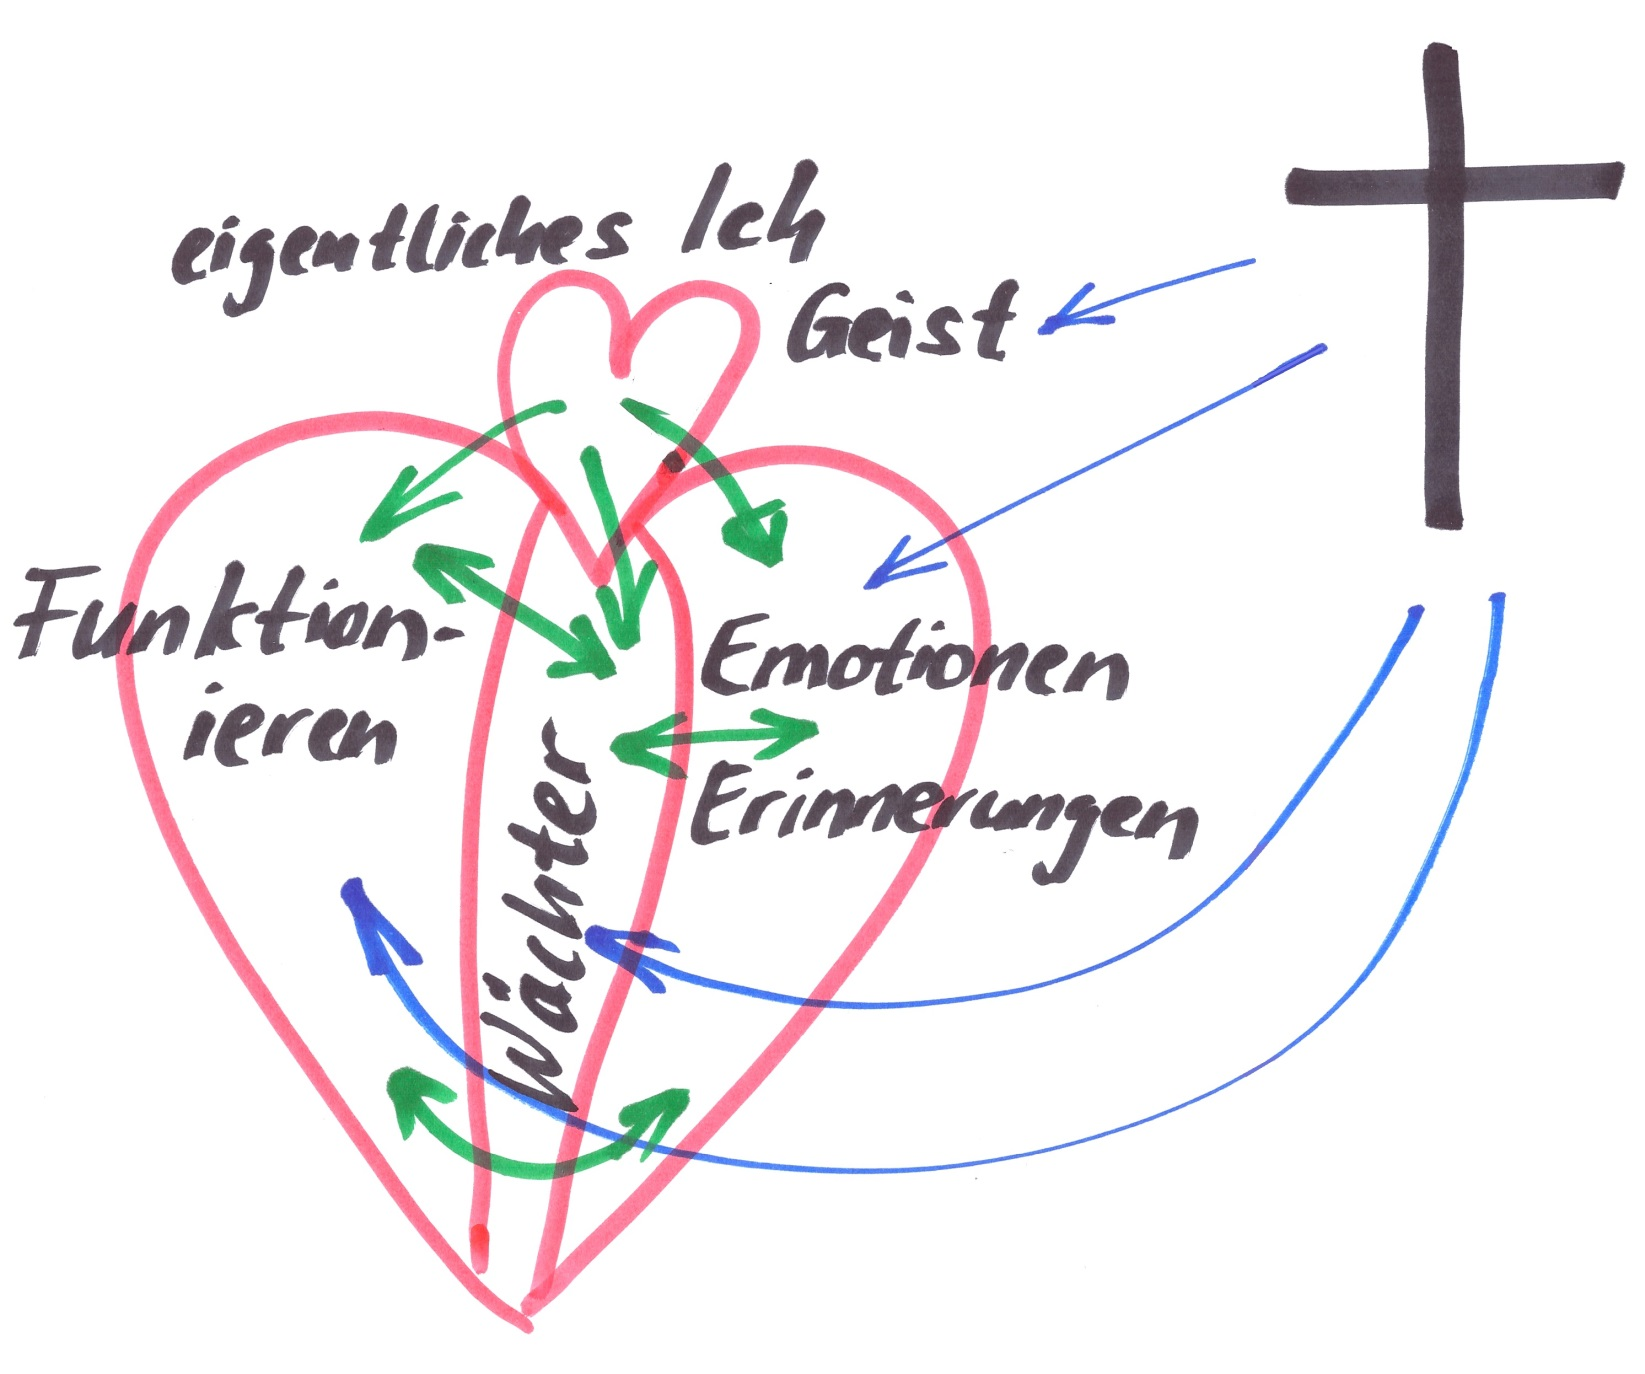 eigentliches Ich
Geist
Funktion-
ieren
Wächter
Emotionen
Erinnerungen